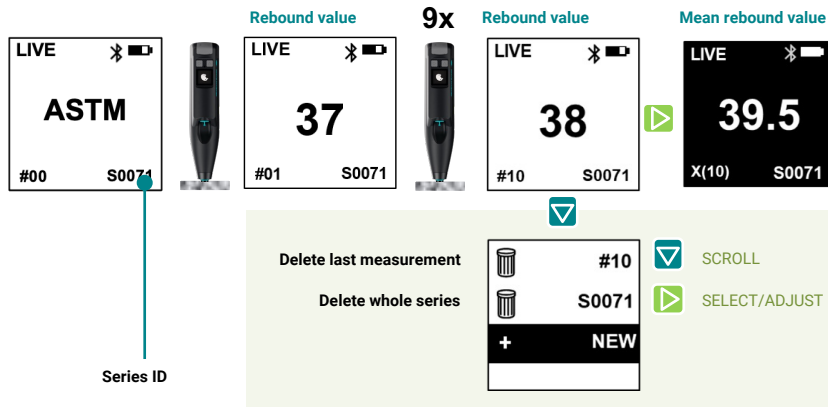 Rebound value
9x
Rebound value
Mean rebound value
LIVE
ASTM
#00 S0071
LIVE
37
#01 S0071
LIVE
38
#10 S0071
LIVE
39.5
X(10) S0071
Delete last measurement
#10
SCROLL
Delete whole series
S0071
SELECT/ADJUST
+ NEW
Series ID